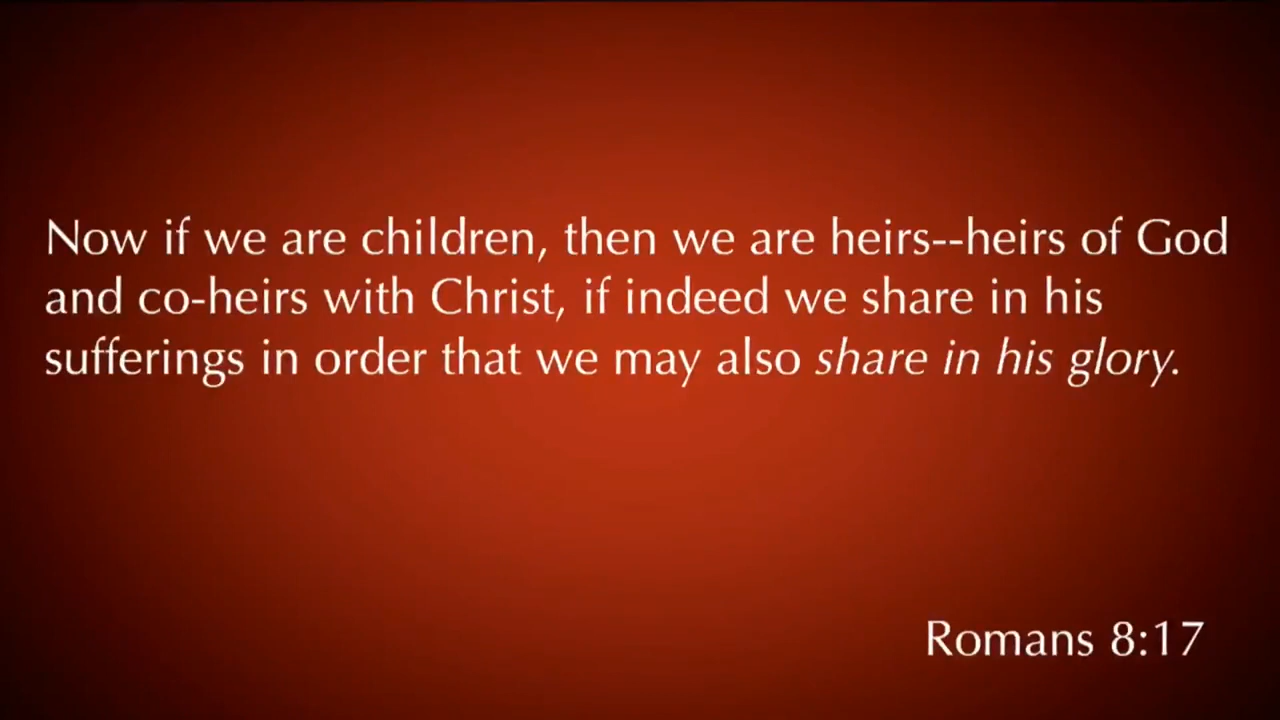 Now if we are children, then we are heirs--heirs of God
and co-heirs with Christ, if indeed we share in his
sufferings in order that we may also share in his glory.
Romans 8:17